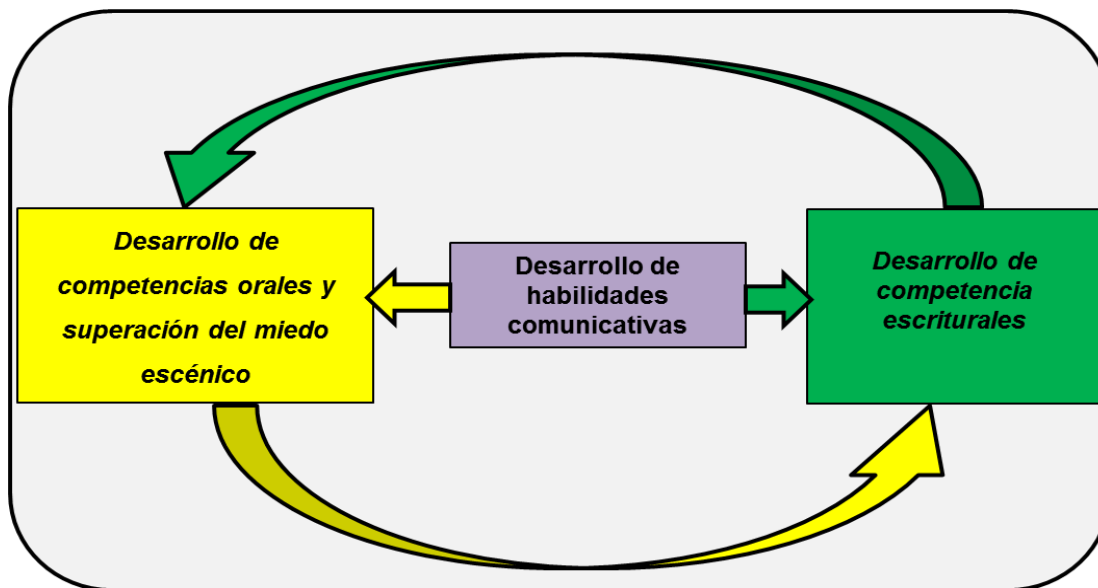 Desarrollo de
competencias orales y
superación del miedo
escénico
Desarrollo de
habilidades
comunicativas
Desarrollo de
competencia
escriturales